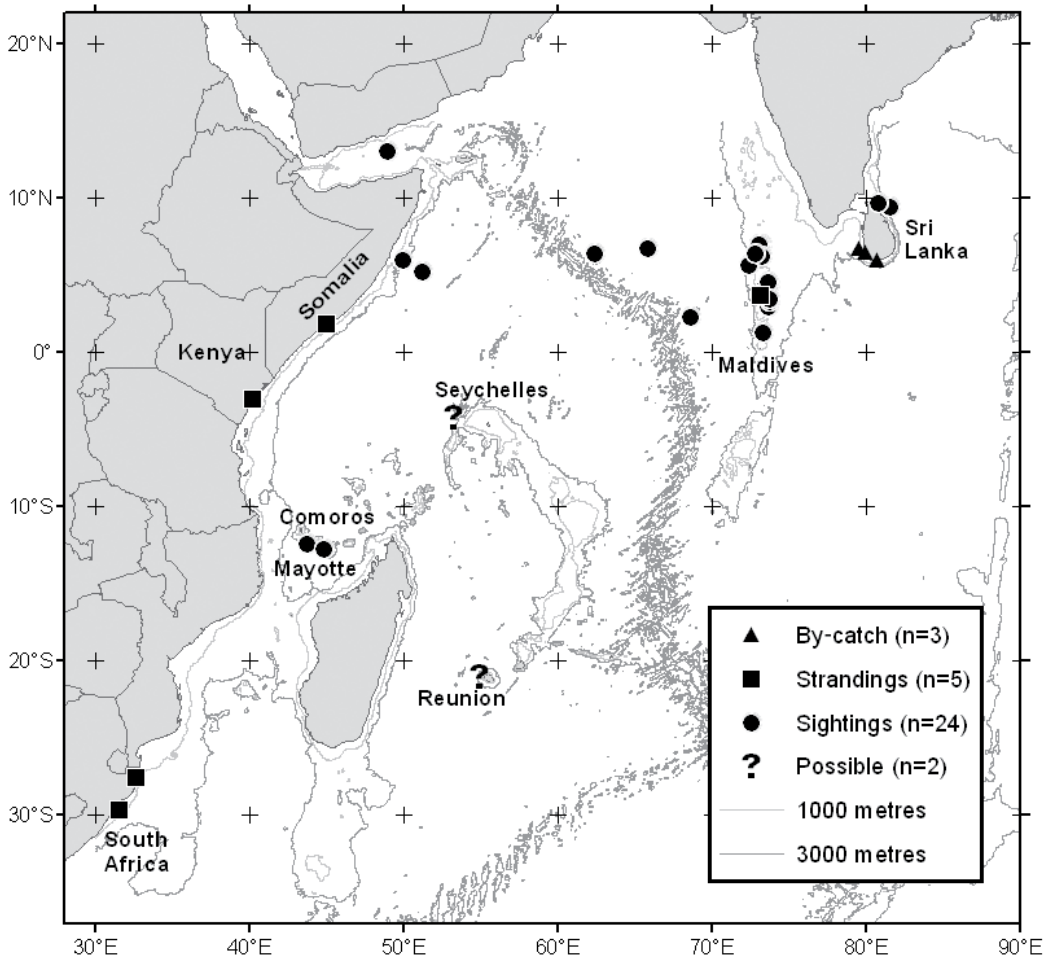 20°N
10°N
0°
10°S
20°S
30°S
30°E
40°E
50°E
60°E
70°E
80°E
90°E
Sri
Lanka
Somalia
Kenya
Maldives
Seychelles
?
Comoros
Mayotte
?
Reunion
South
Africa
By-catch (n=3)
Strandings (n=5)
Sightings (n=24)
? Possible (n=2)
1000 metres
3000 metres